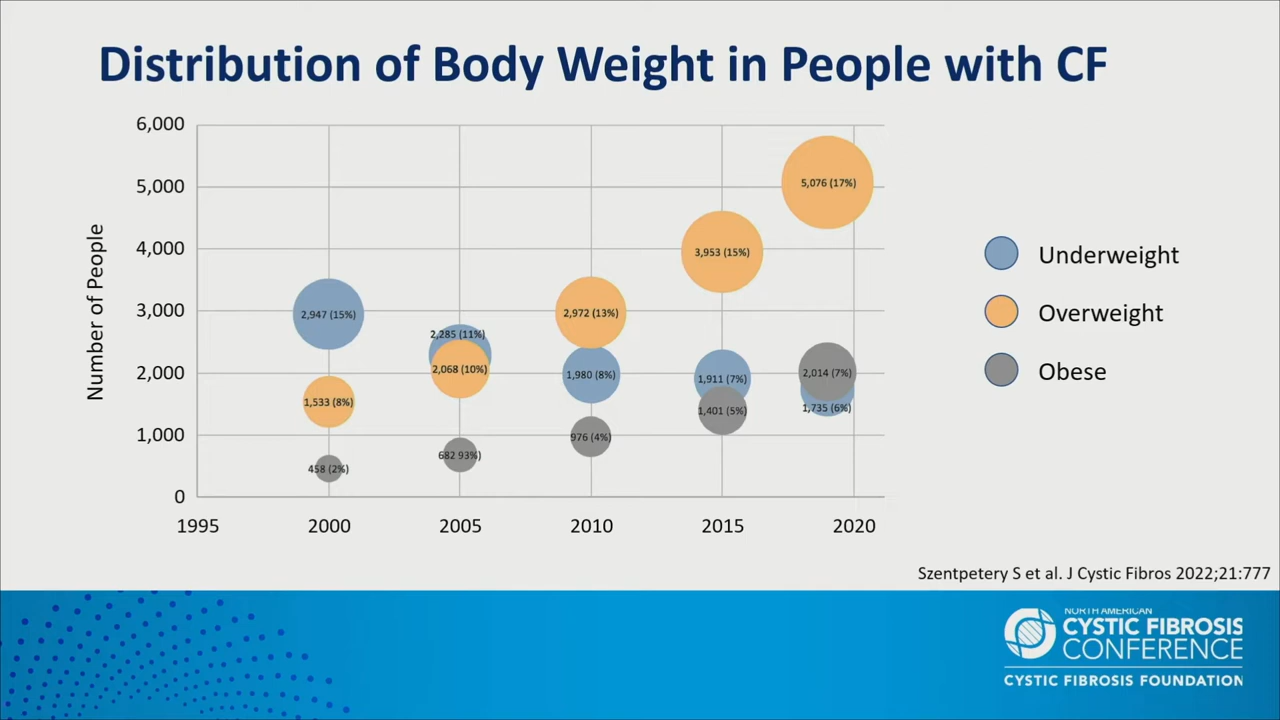 Distribution of Body Weight in People with CF
Number of People
6,000
5,000
4,000
3,000
2,000
1,000
0
1995
2000
2005
2010
2015
2020
2,947 (15%)
1,533 (8%)
458 (2%)
2,285 (11%)
2,068 (10%)
682 93%)
2,972 (13%)
1,980 (8%)
976 (4%)
3,953 (15%)
1,911 (7%)
1,401 (5%)
5,076 (17%)
2,014 (7%)
1,735 (6%)
Underweight
Overweight
Obese
Szentpetery S et al. J Cystic Fibros 2022;21:777
NORTH AMERICAN
CYSTIC FIBROSIS
CONFERENCE
CYSTIC FIBROSIS FOUNDATION